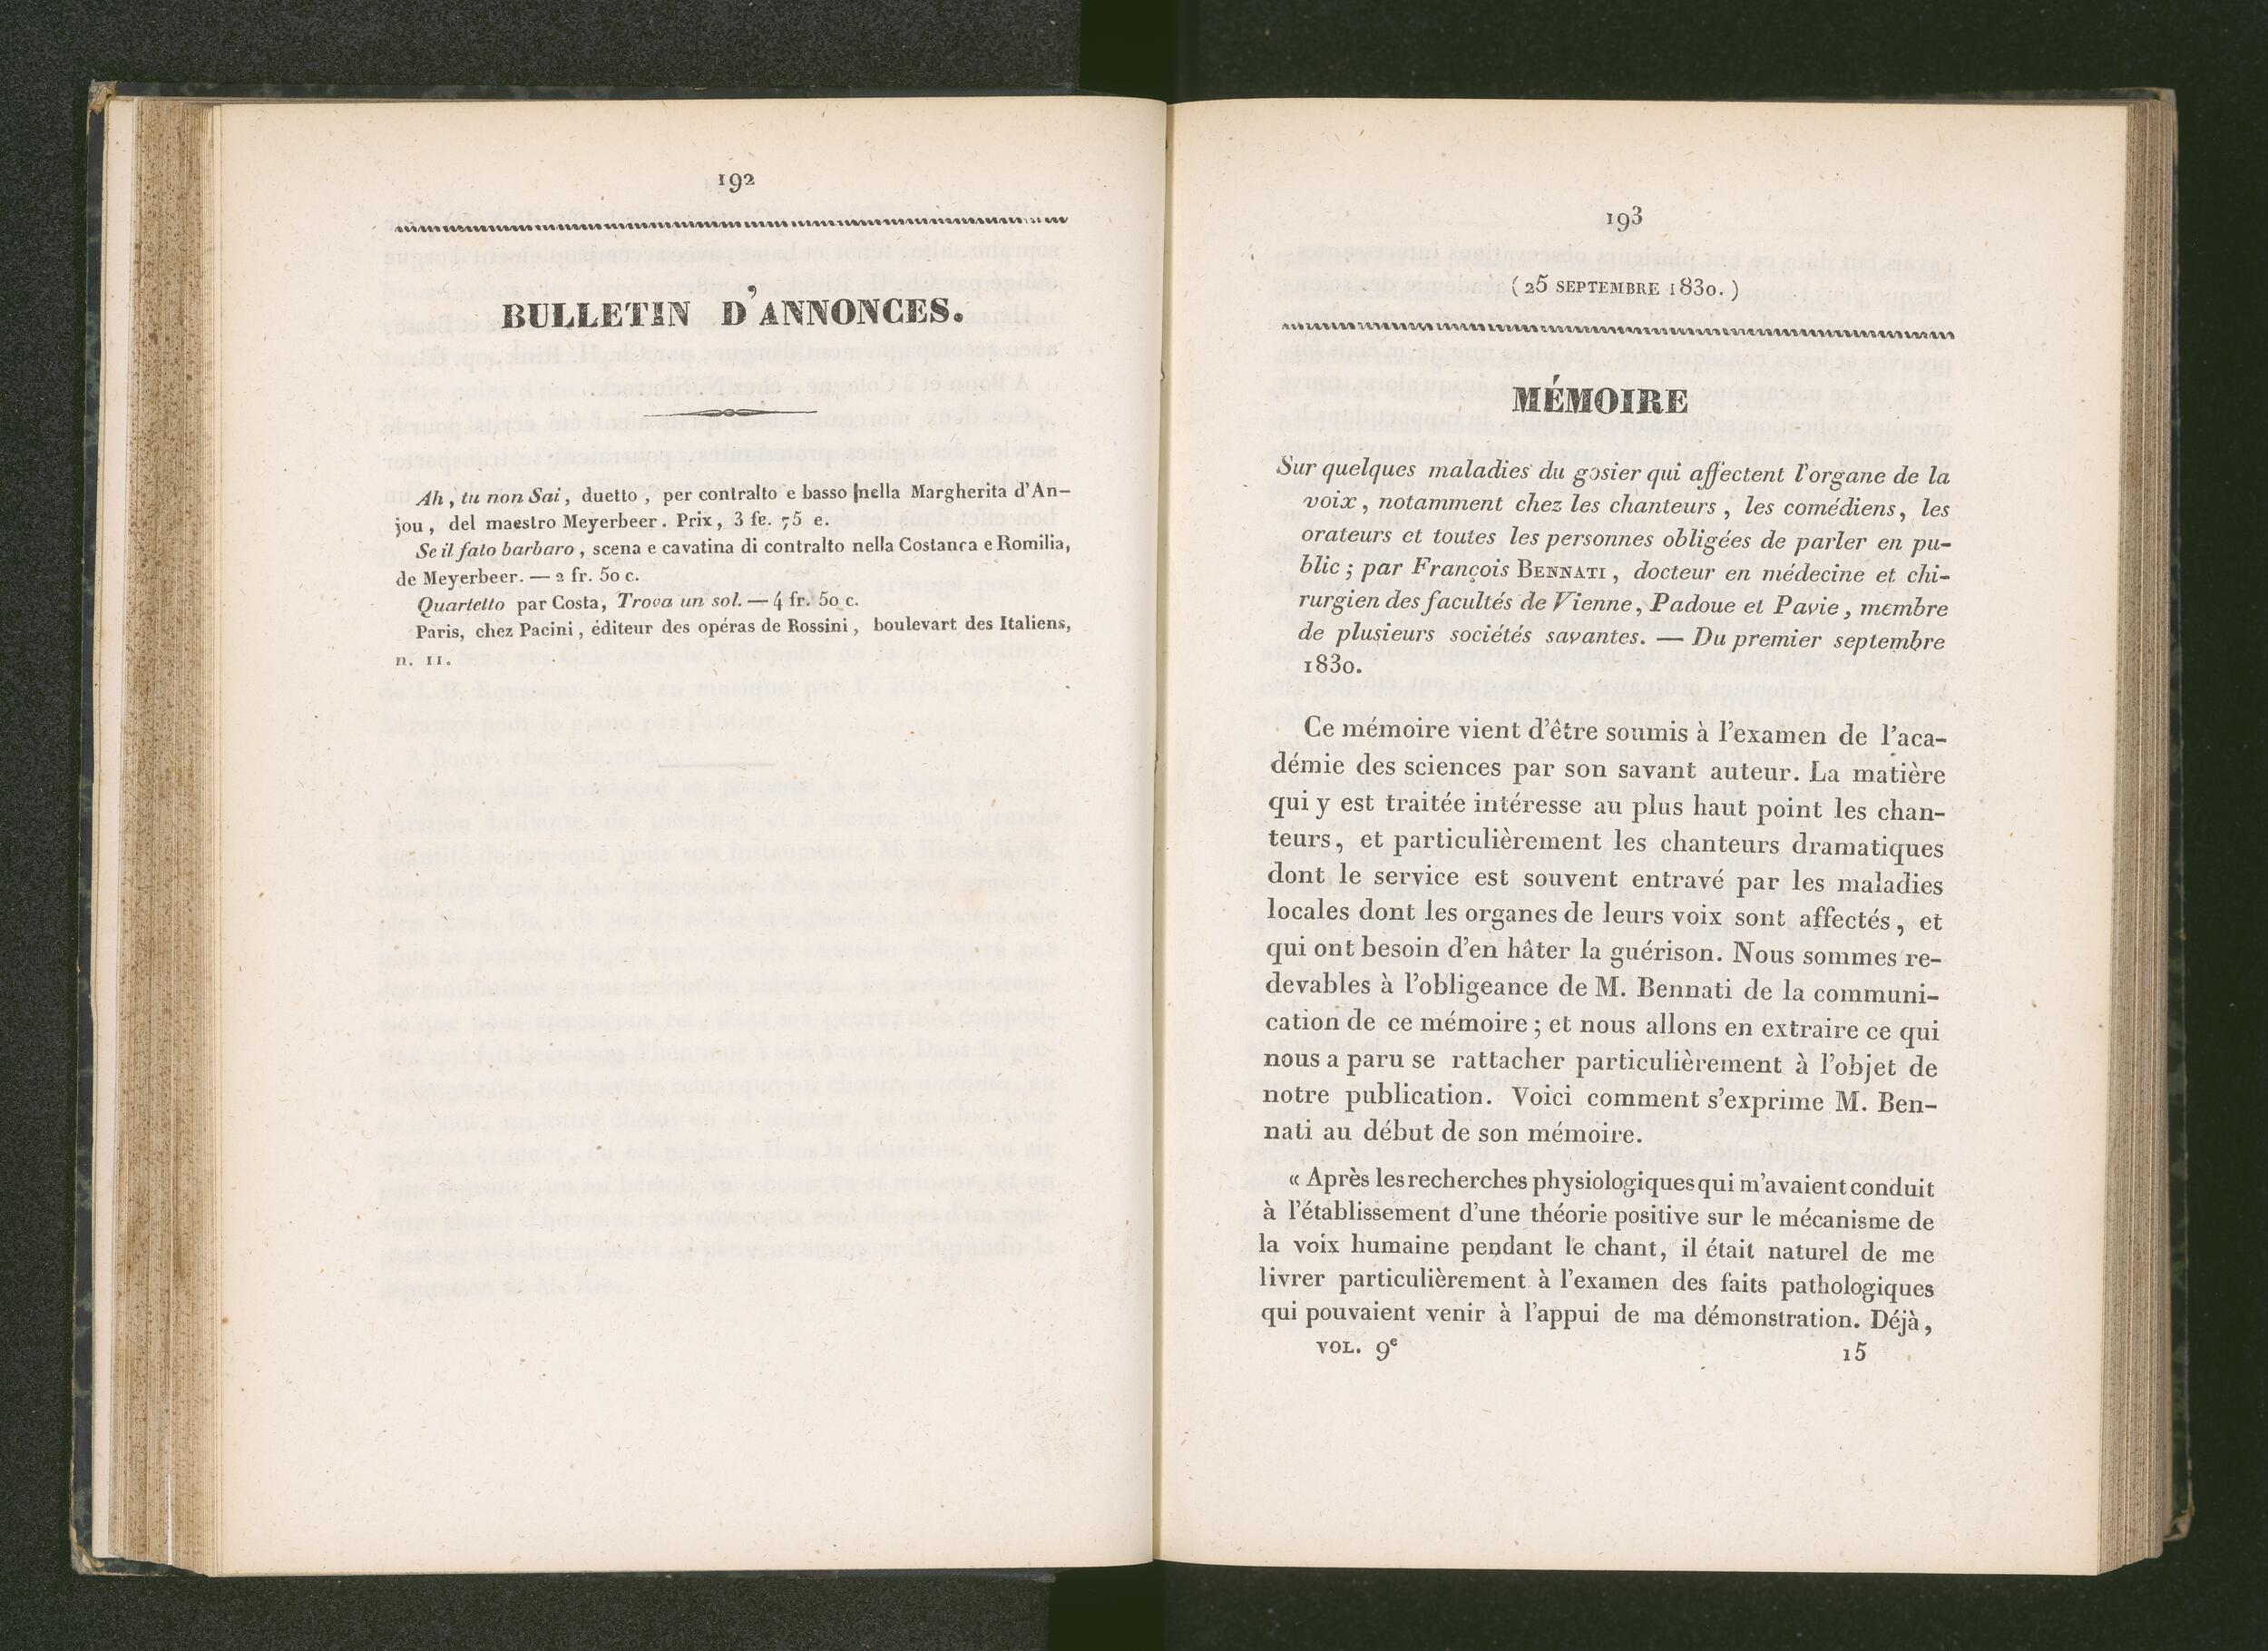 192
BULLETIN D'ANNONCES.
Ah, tu non Sai, duetto, per contralto e basso nella Margherita d'An-
jou, del maestro Meyerbeer. Prix, 3 fe. 75 e.
Se il fato barbaro, scena e cavatina di contralto nella Costanra e Romilia,
de Meyerbeer. — 2 fr. 50 c.
Quartetto par Costa, Trova un sol. — 4 fr. 50 c.
Paris, chez Pacini, éditeur des opéras de Rossini, boulevart des Italiens,
n. 11.
193
(25 SEPTEMBRE 1830.)
MÉMOIRE
Sur quelques maladies du gosier qui affectent l'organe de la
voix, notamment chez les chanteurs, les comédiens, les
orateurs et toutes les personnes obligées de parler en pu-
blic; par François BENNATI, docteur en médecine et chi-
rurgien des facultés de Vienne, Padoue et Pavie, membre
de plusieurs sociétés savantes. — Du premier septembre
1830.
Ce mémoire vient d'être soumis à l'examen de l'aca-
démie des sciences par son savant auteur. La matière
qui y est traitée intéresse au plus haut point les chan-
teurs, et particulièrement les chanteurs dramatiques
dont le service est souvent entravé par les maladies
locales dont les organes de leurs voix sont affectés, et
qui ont besoin d'en hâter la guérison. Nous sommes re-
devables à l'obligeance de M. Bennati de la communi-
cation de ce mémoire; et nous allons en extraire ce qui
nous a paru se rattacher particulièrement à l'objet de
notre publication. Voici comment s'exprime M. Ben-
nati au début de son mémoire.
« Après les recherches physiologiques qui m'avaient conduit
à l'établissement d'une théorie positive sur le mécanisme de
la voix humaine pendant le chant, il était naturel de me
livrer particulièrement à l'examen des faits pathologiques
qui pouvaient venir à l'appui de ma démonstration. Déjà,
VOL. 9e 15